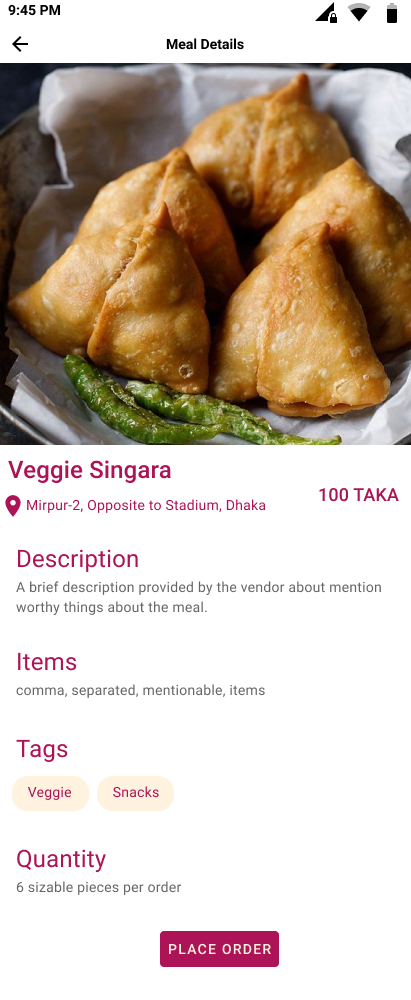 9:45 PM
Meal Details
Veggie Singara
100 TAKA
Mirpur-2, Opposite to Stadium, Dhaka
Description
A brief description provided by the vendor about mention
worthy things about the meal.
Items
comma, separated, mentionable, items
Tags
Veggie Snacks
Quantity
6 sizable pieces per order
PLACE ORDER